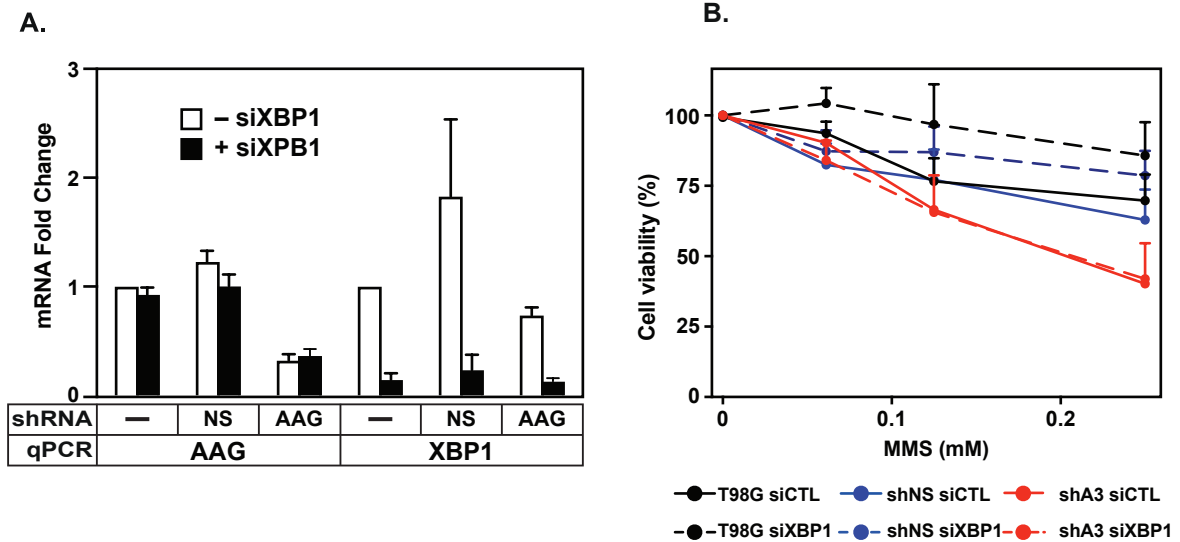 A.
3
2
1
0
mRNA Fold Change
– siXBP1
+ siXPB1
shRNA — NS AAG — NS AAG
qPCR AAG XBP1
B.
100
75
50
25
0
Cell viability (%)
0 0.1 0.2
MMS (mM)
T98G siCTL shNS siCTL shA3 siCTL
T98G siXBP1 shNS siXBP1 shA3 siXBP1